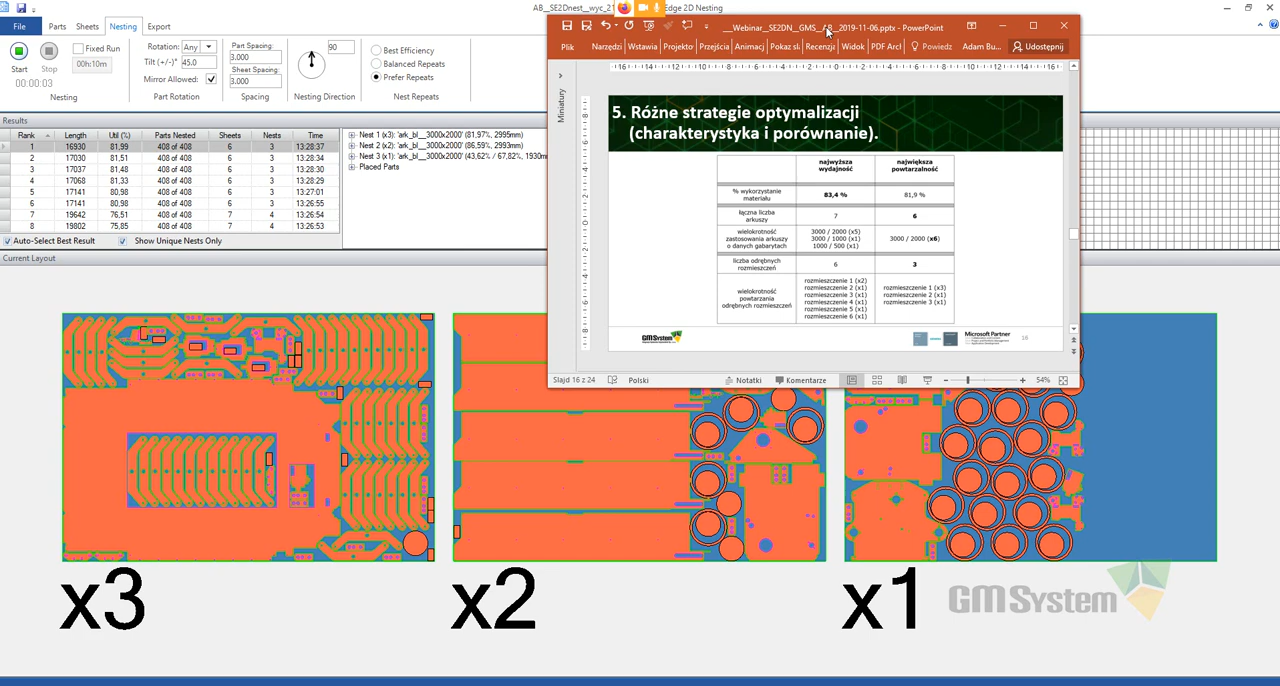 AB__SE2Dnest__wyc_21
Edge 2D Nesting
File Parts Sheets Nesting Export
Start
Stop
00:00:03
Fixed Run
00h:10m
Nesting
Rotation: Any
Tilt (+/-)° 45.0
Mirror Allowed:
Part Rotation
Part Spacing:
3.000
Sheet Spacing:
3.000
Spacing
90
Nesting Direction
Best Efficiency
Balanced Repeats
Prefer Repeats
Nest Repeats
Results
Rank Length Util (%) Parts Nested Sheets Nests Time
1 16930 81,99 408 of 408 6 3 13:28:37
2 17030 81,51 408 of 408 6 3 13:28:34
3 17037 81,48 408 of 408 6 3 13:28:30
4 17068 81,33 408 of 408 6 3 13:28:29
5 17141 80,98 408 of 408 6 3 13:27:01
6 17141 80,98 408 of 408 6 3 13:26:55
7 19642 76,51 408 of 408 7 4 13:26:54
8 19802 75,85 408 of 408 7 4 13:26:53
Auto-Select Best Result Show Unique Nests Only
Nest 1 (x3): 'ark_bl__3000x2000' (81,97%, 2995mm)
Nest 2 (x2): 'ark_bl__3000x2000' (86,59%, 2993mm)
Nest 3 (x1): 'ark_bl__3000x2000' (43,62% / 67,82%, 1930mm
Placed Parts
Current Layout
___Webinar__SE2DN_GMS__AB_2019-11-06.pptx - PowerPoint
Plik Narzędzi Wstawia Projektor Przejścia Animacj Pokaz sl Recenzja Widok PDF Archi Powiedz Adam Bu... Udostępnij
Miniatury
5. Różne strategie optymalizacji
(charakterystyka i porównanie).
najwyższa wydajność
największa powtarzalność
% wykorzystanie materiału
83,4 %
81,9 %
łączna liczba arkuszy
7
6
wielokrotność zastosowania arkuszy o danych gabarytach
3000 / 2000 (x5)
3000 / 1000 (x1)
1000 / 500 (x1)
3000 / 2000 (x6)
liczba odrębnych rozmieszczeń
6
3
wielokrotność powtarzania odrębnych rozmieszczeń
rozmieszczenie 1 (x2)
rozmieszczenie 2 (x1)
rozmieszczenie 3 (x1)
rozmieszczenie 4 (x1)
rozmieszczenie 5 (x1)
rozmieszczenie 6 (x1)
rozmieszczenie 1 (x3)
rozmieszczenie 2 (x1)
rozmieszczenie 3 (x1)
GMSystem
Microsoft Partner
16
Slajd 16 z 24 Polski Notatki Komentarze 54%
x3
x2
x1
GMSystem